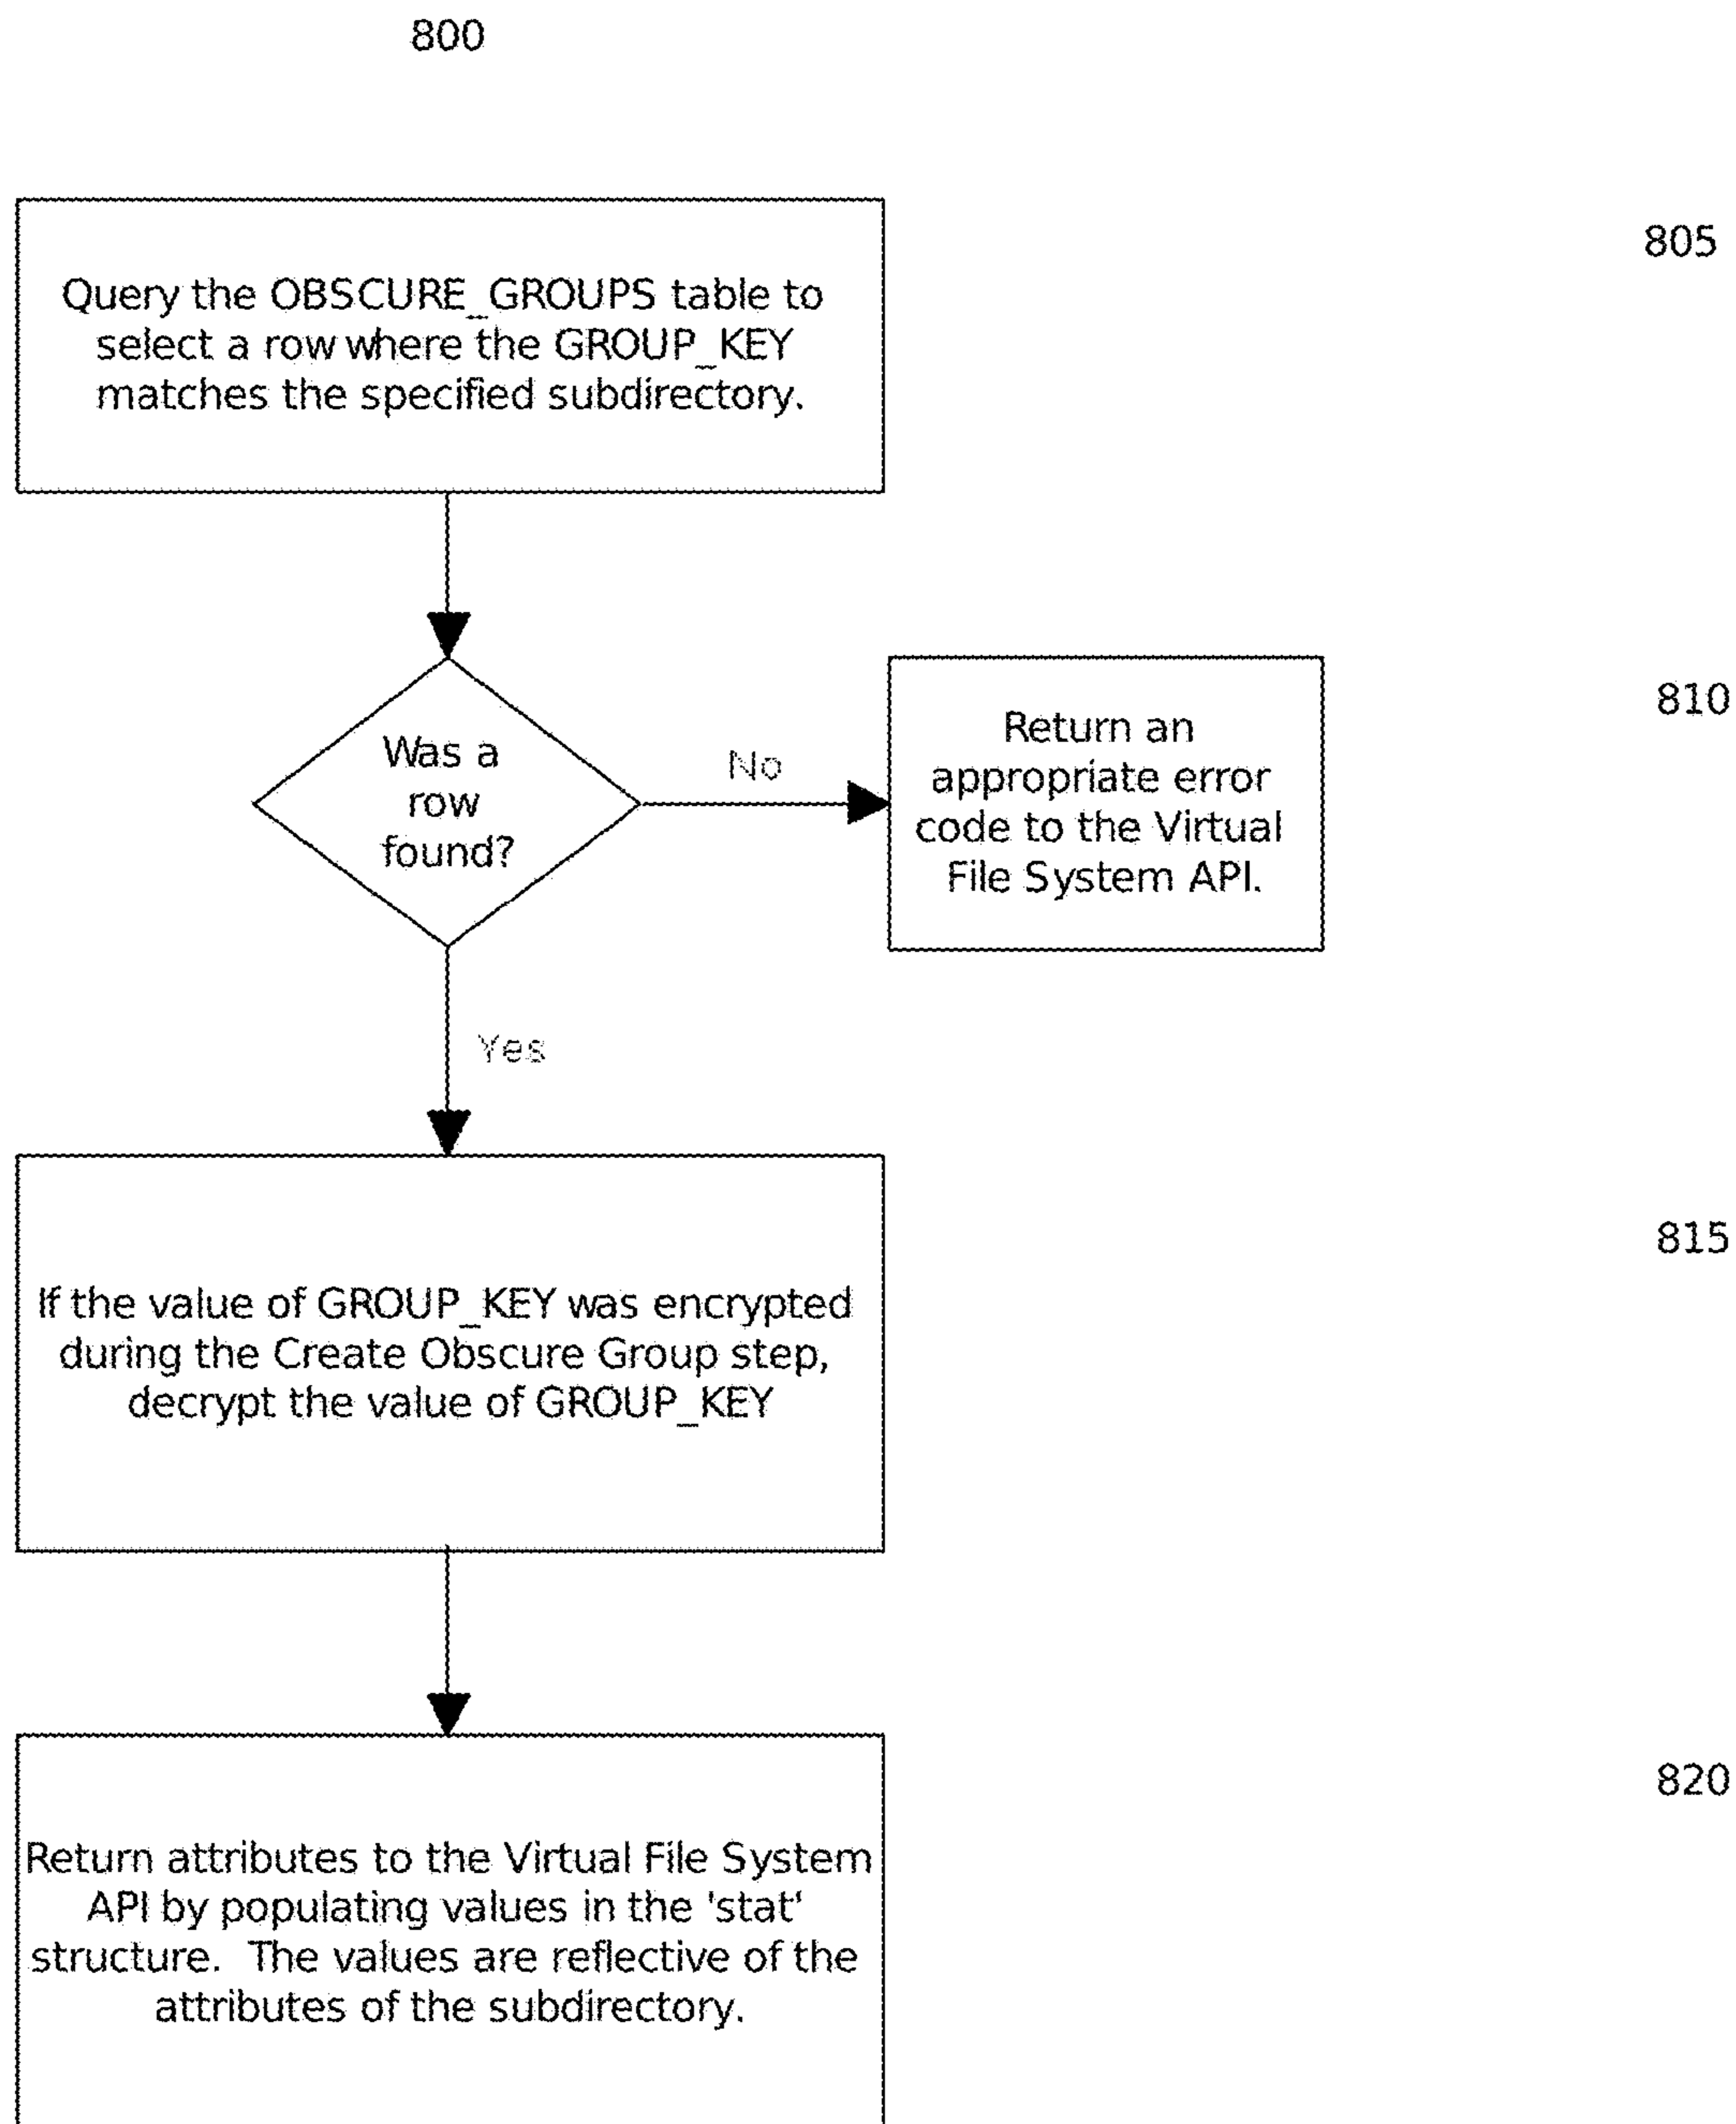 800
805
Query the OBSCURE_GROUPS table to
select a row where the GROUP_KEY
matches the specified subdirectory.
810
Was a
row
found?
No
Return an
appropriate error
code to the Virtual
File System API.
Yes
815
If the value of GROUP_KEY was encrypted
during the Create Obscure Group step,
decrypt the value of GROUP_KEY
820
Return attributes to the Virtual File System
API by populating values in the 'stat'
structure.  The values are reflective of the
attributes of the subdirectory.